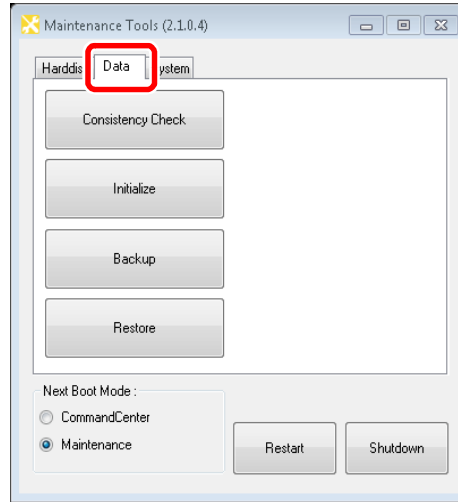 Maintenance Tools (2.1.0.4)
Harddis Data ystem
Consistency Check
Initialize
Backup
Restore
Next Boot Mode :
CommandCenter
Maintenance
Restart Shutdown